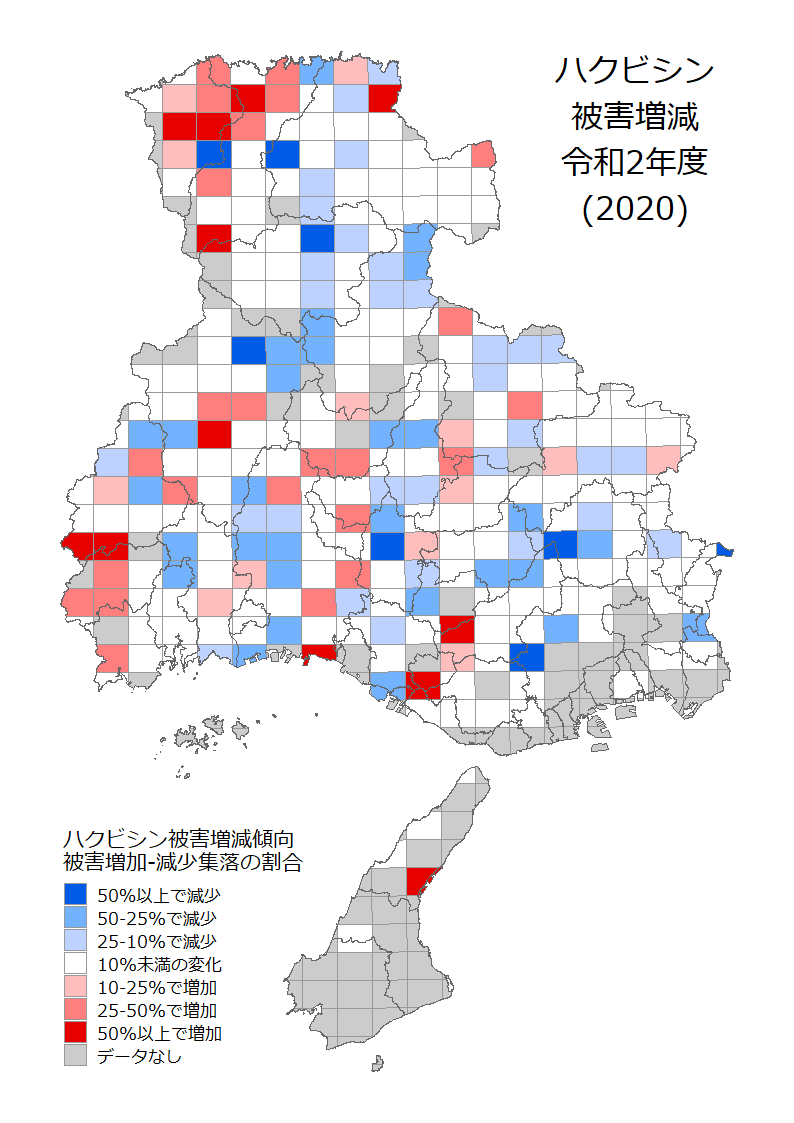 ハクビシン
被害増減
令和2年度
(2020)
ハクビシン被害増減傾向
被害増加-減少集落の割合
50%以上で減少
50-25%で減少
25-10%で減少
10%未満の変化
10-25%で増加
25-50%で増加
50%以上で増加
データなし